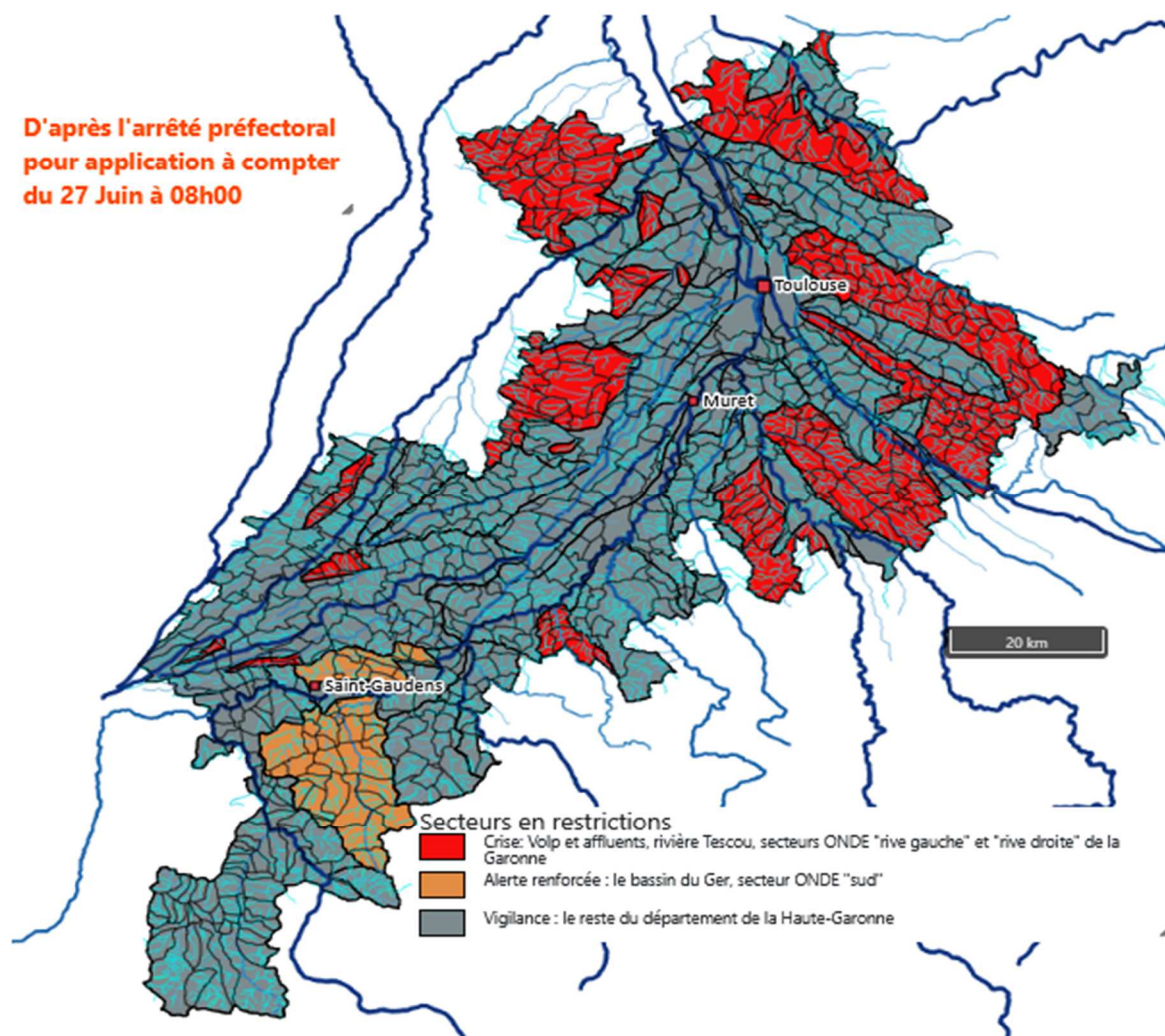 D'après l'arrêté préfectoral
pour application à compter
du 27 Juin à 08h00
Toulouse
Muret
20 km
Saint-Gaudens
Secteurs en restrictions
Crise: Volp et affluents, rivière Tescou, secteurs ONDE "rive gauche" et "rive droite" de la
Garonne
Alerte renforcée : le bassin du Ger, secteur ONDE "sud"
Vigilance : le reste du département de la Haute-Garonne